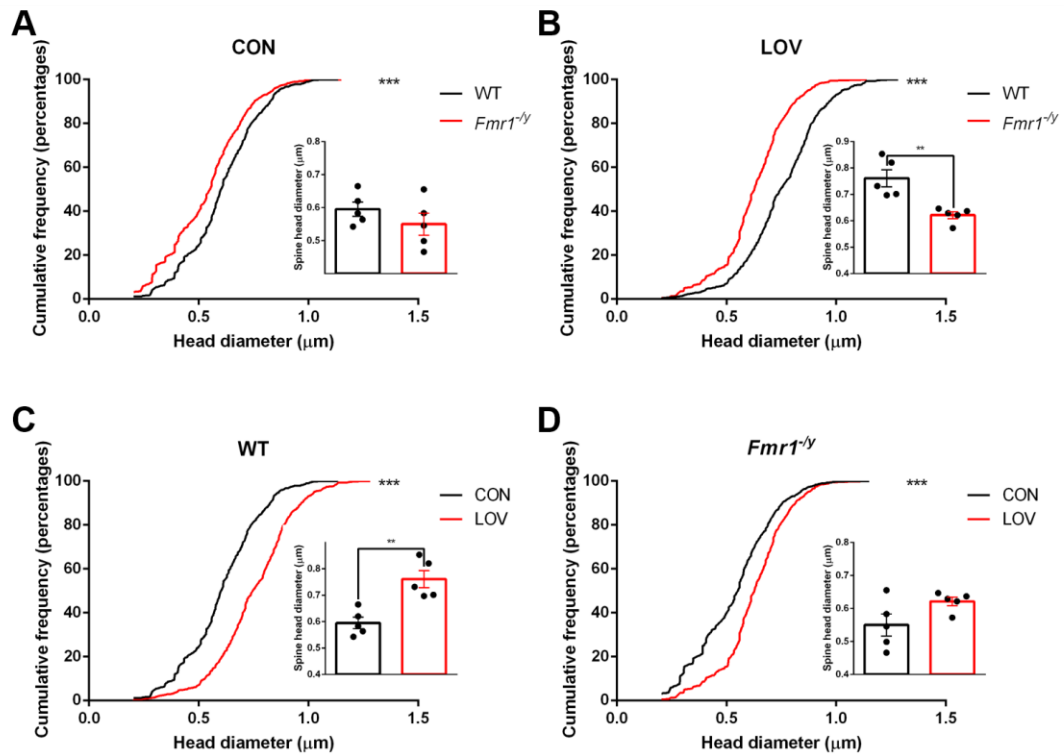 A
CON
Cumulative frequency (percentages)
100
80
60
40
20
0
0.0 0.5 1.0 1.5
Head diameter (μm)
***
WT
Fmr1-/y
Spine head diameter (μm)
0.8
0.7
0.6
0.5
B
LOV
Cumulative frequency (percentages)
100
80
60
40
20
0
0.0 0.5 1.0 1.5
Head diameter (μm)
***
WT
Fmr1-/y
Spine head diameter (μm)
0.9
0.8
0.7
0.6
0.5
0.4
**
C
WT
Cumulative frequency (percentages)
100
80
60
40
20
0
0.0 0.5 1.0 1.5
Head diameter (μm)
***
CON
LOV
Spine head diameter (μm)
0.9
0.8
0.7
0.6
0.5
0.4
**
D
Fmr1-/y
Cumulative frequency (percentages)
100
80
60
40
20
0
0.0 0.5 1.0 1.5
Head diameter (μm)
***
CON
LOV
Spine head diameter (μm)
0.8
0.7
0.6
0.5
0.4